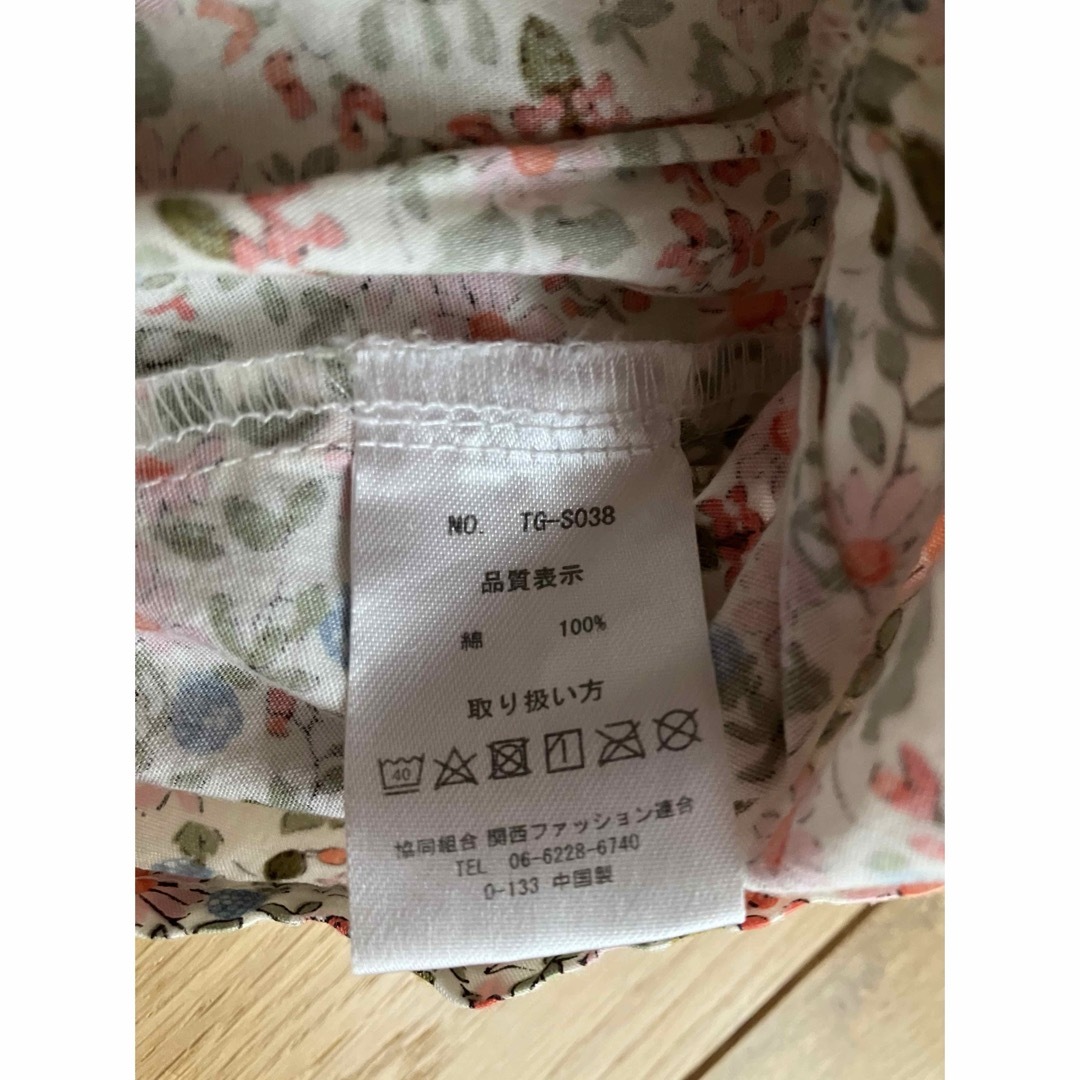 NO. TG-S038
品質表示
綿 100%
取り扱い方
40
協同組合 関西ファッション連合
TEL 06-6228-6740
O-133 中国製